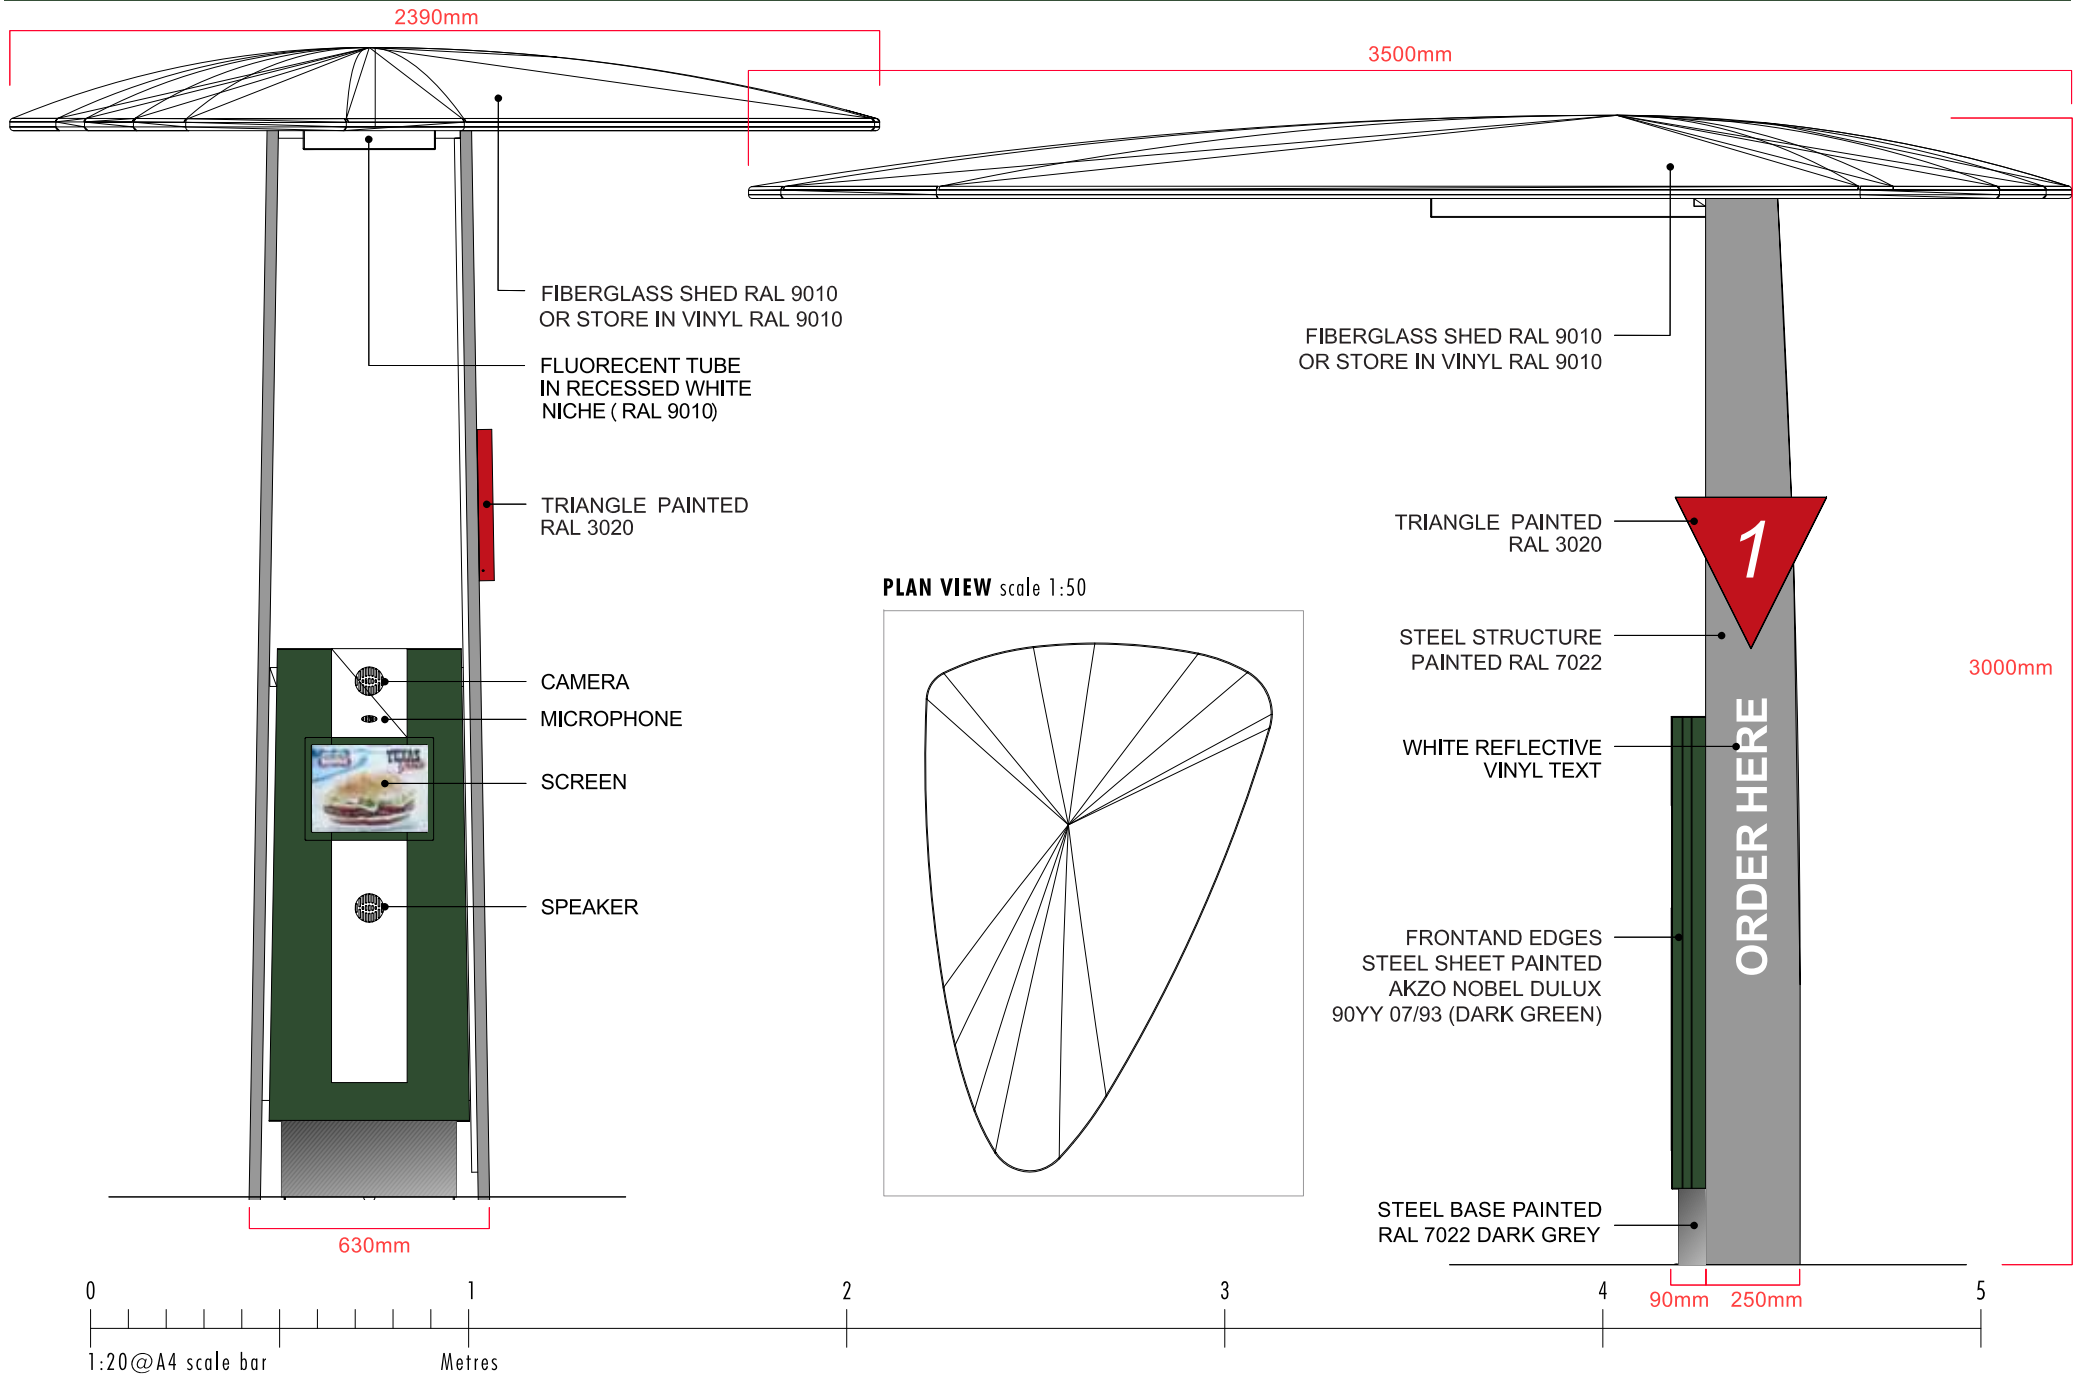 2390mm
3500mm
FIBERGLASS SHED RAL 9010
OR STORE IN VINYL RAL 9010
FLUORECENT TUBE
IN RECESSED WHITE
NICHE ( RAL 9010)
TRIANGLE PAINTED
RAL 3020
CAMERA
MICROPHONE
SCREEN
TEXAS
SPEAKER
630mm
PLAN VIEW scale 1:50
FIBERGLASS SHED RAL 9010
OR STORE IN VINYL RAL 9010
TRIANGLE PAINTED
RAL 3020
1
STEEL STRUCTURE
PAINTED RAL 7022
3000mm
WHITE REFLECTIVE
VINYL TEXT
ORDER HERE
FRONTAND EDGES
STEEL SHEET PAINTED
AKZO NOBEL DULUX
90YY 07/93 (DARK GREEN)
STEEL BASE PAINTED
RAL 7022 DARK GREY
90mm 250mm
0 1 2 3 4 5
1:20@A4 scale bar Metres